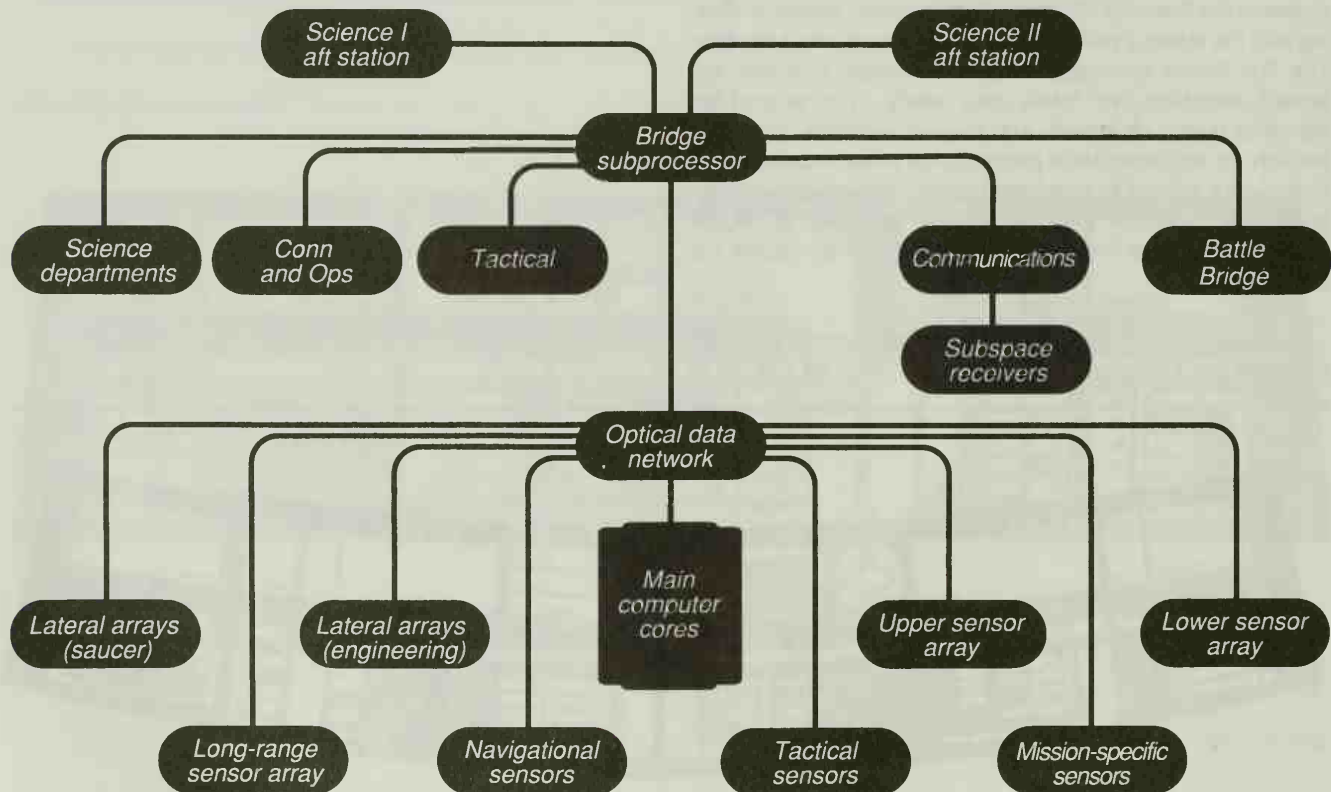 Science I
aft station
Science II
aft station
Bridge
subprocessor
Science
departments
Conn
and Ops
Tactical
Communications
Battle
Bridge
Subspace
receivers
Optical data
network
Main
computer
cores
Lateral arrays
(saucer)
Lateral arrays
(engineering)
Upper sensor
array
Lower sensor
array
Long-range
sensor array
Navigational
sensors
Tactical
sensors
Mission-specific
sensors